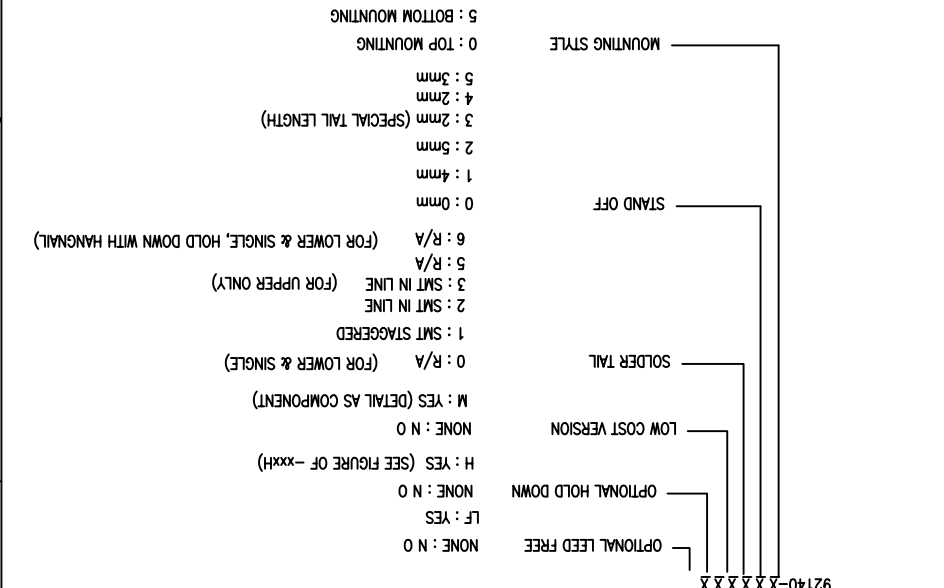 92140-X X X X X X
OPTIONAL LEED FREE NONE : N O
LF : YES
OPTIONAL HOLD DOWN NONE : N O
H : YES (SEE FIGURE OF -xxxH)
LOW COST VERSION NONE : N O
M : YES (DETAIL AS COMPONENT)
SOLDER TAIL 0 : R/A (FOR LOWER & SINGLE)
1 : SMT STAGGERED
2 : SMT IN LINE
3 : SMT IN LINE (FOR UPPER ONLY)
5 : R/A
6 : R/A (FOR LOWER & SINGLE, HOLD DOWN WITH HANGNAIL)
STAND OFF 0 : 0mm
1 : 4mm
2 : 5mm
3 : 2mm (SPECIAL TAIL LENGTH)
4 : 2mm
5 : 3mm
MOUNTING STYLE 0 : TOP MOUNTING
5 : BOTTOM MOUNTING